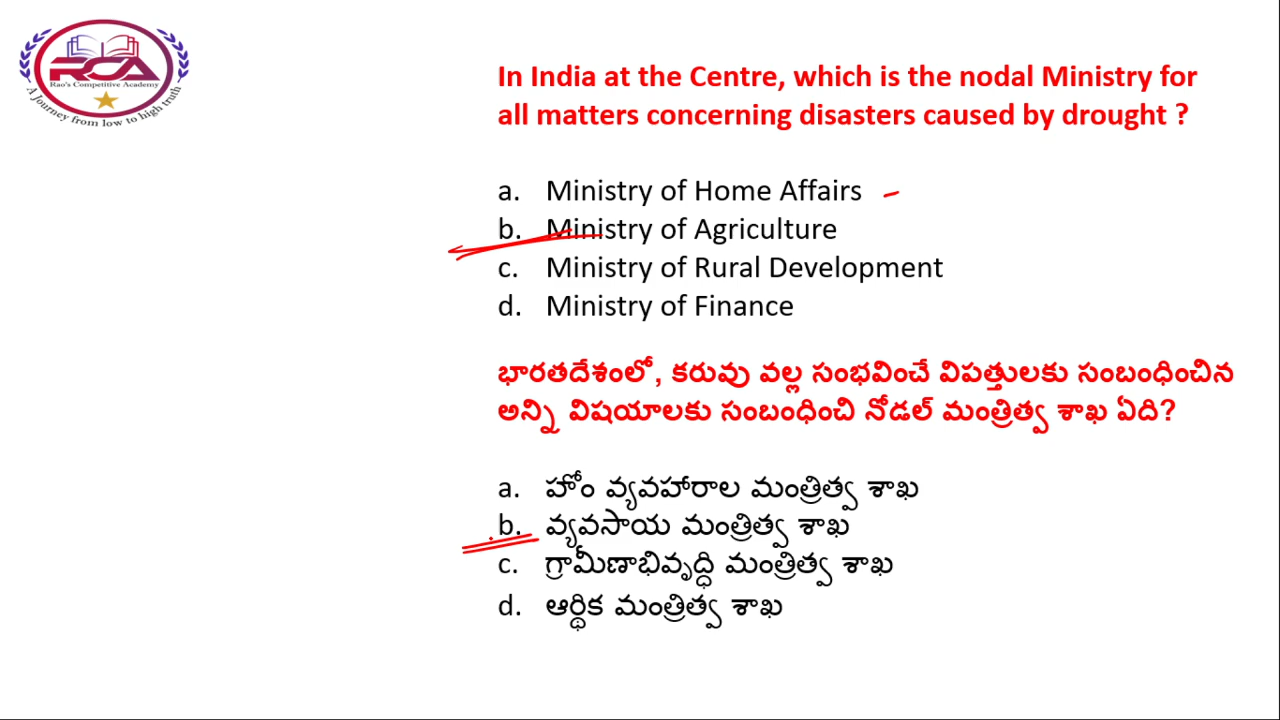 RCA
Rao's Competitive Academy
A Journey from low to high truth
In India at the Centre, which is the nodal Ministry for
all matters concerning disasters caused by drought ?
a. Ministry of Home Affairs
b. Ministry of Agriculture
c. Ministry of Rural Development
d. Ministry of Finance
భారతదేశంలో, కరువు వల్ల సంభవించే విపత్తులకు సంబంధించిన
అన్ని విషయాలకు సంబంధించి నోడల్ మంత్రిత్వ శాఖ ఏది?
a. హోం వ్యవహారాల మంత్రిత్వ శాఖ
b. వ్యవసాయ మంత్రిత్వ శాఖ
c. గ్రామీణాభివృద్ధి మంత్రిత్వ శాఖ
d. ఆర్థిక మంత్రిత్వ శాఖ